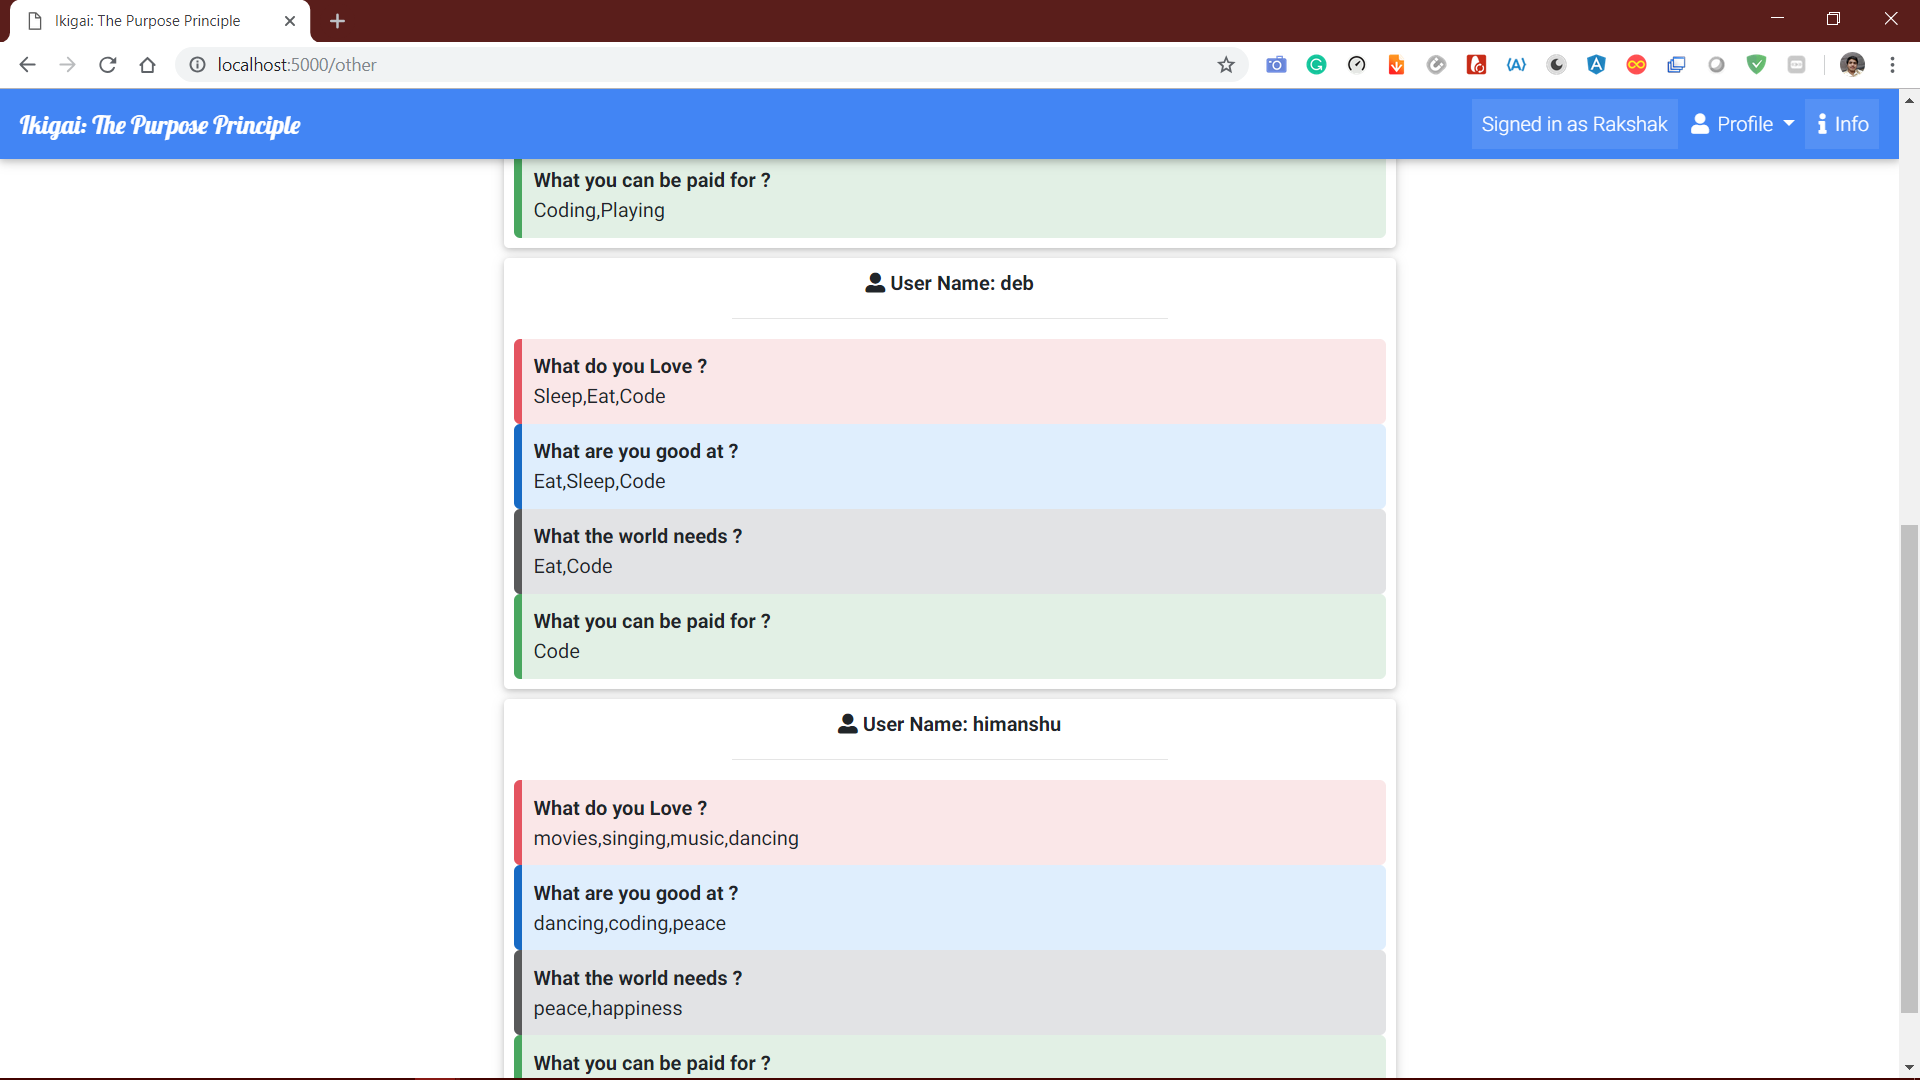 Ikigai: The Purpose Principle
localhost:5000/other
Ikigai: The Purpose Principle
Signed in as Rakshak
Profile
Info
What you can be paid for ?
Coding,Playing
User Name: deb
What do you Love ?
Sleep,Eat,Code
What are you good at ?
Eat,Sleep,Code
What the world needs ?
Eat,Code
What you can be paid for ?
Code
User Name: himanshu
What do you Love ?
movies,singing,music,dancing
What are you good at ?
dancing,coding,peace
What the world needs ?
peace,happiness
What you can be paid for ?